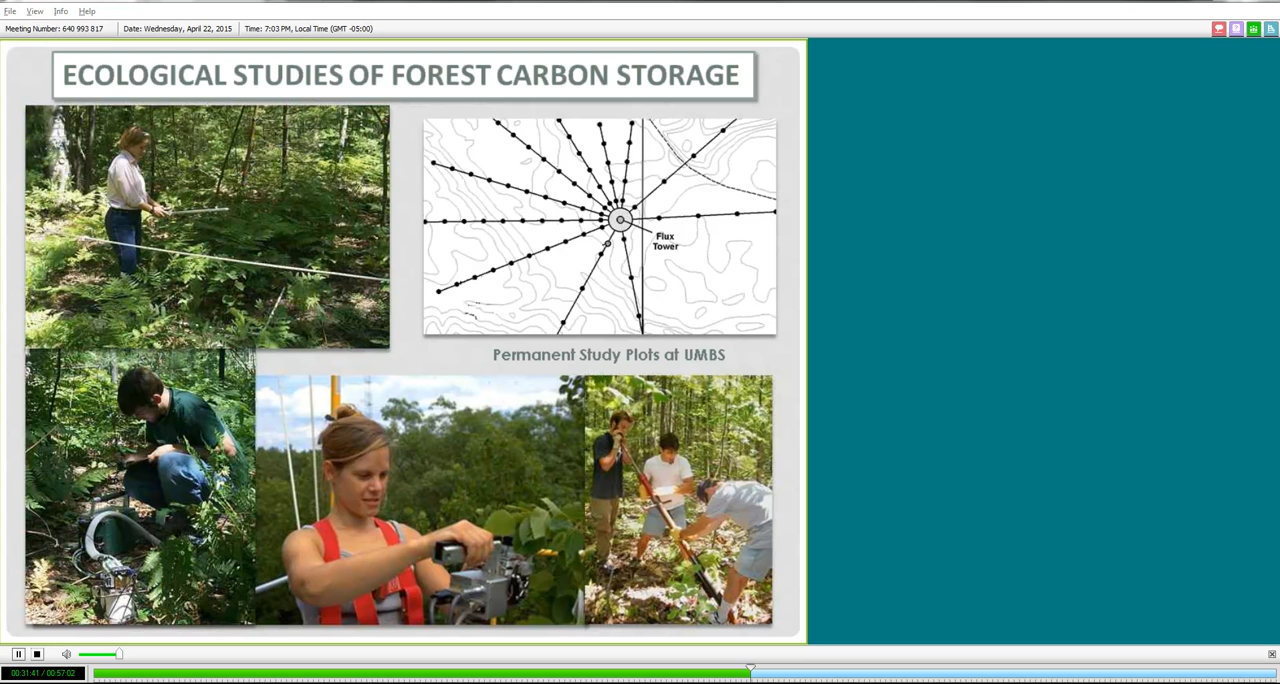 File View Info Help
Meeting Number: 640 993 817 Date: Wednesday, April 22, 2015 Time: 7:03 PM, Local Time (GMT -05:00)
ECOLOGICAL STUDIES OF FOREST CARBON STORAGE
Flux
Tower
Permanent Study Plots at UMBS
00:31:41 / 00:57:02